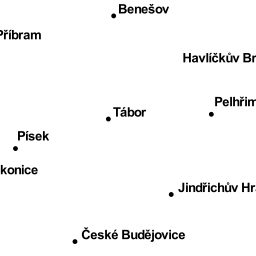 Benešov
Příbram
Havlíčkův Br
Pelhřim
Tábor
Písek
konice
Jindřichův Hra
České Budějovice